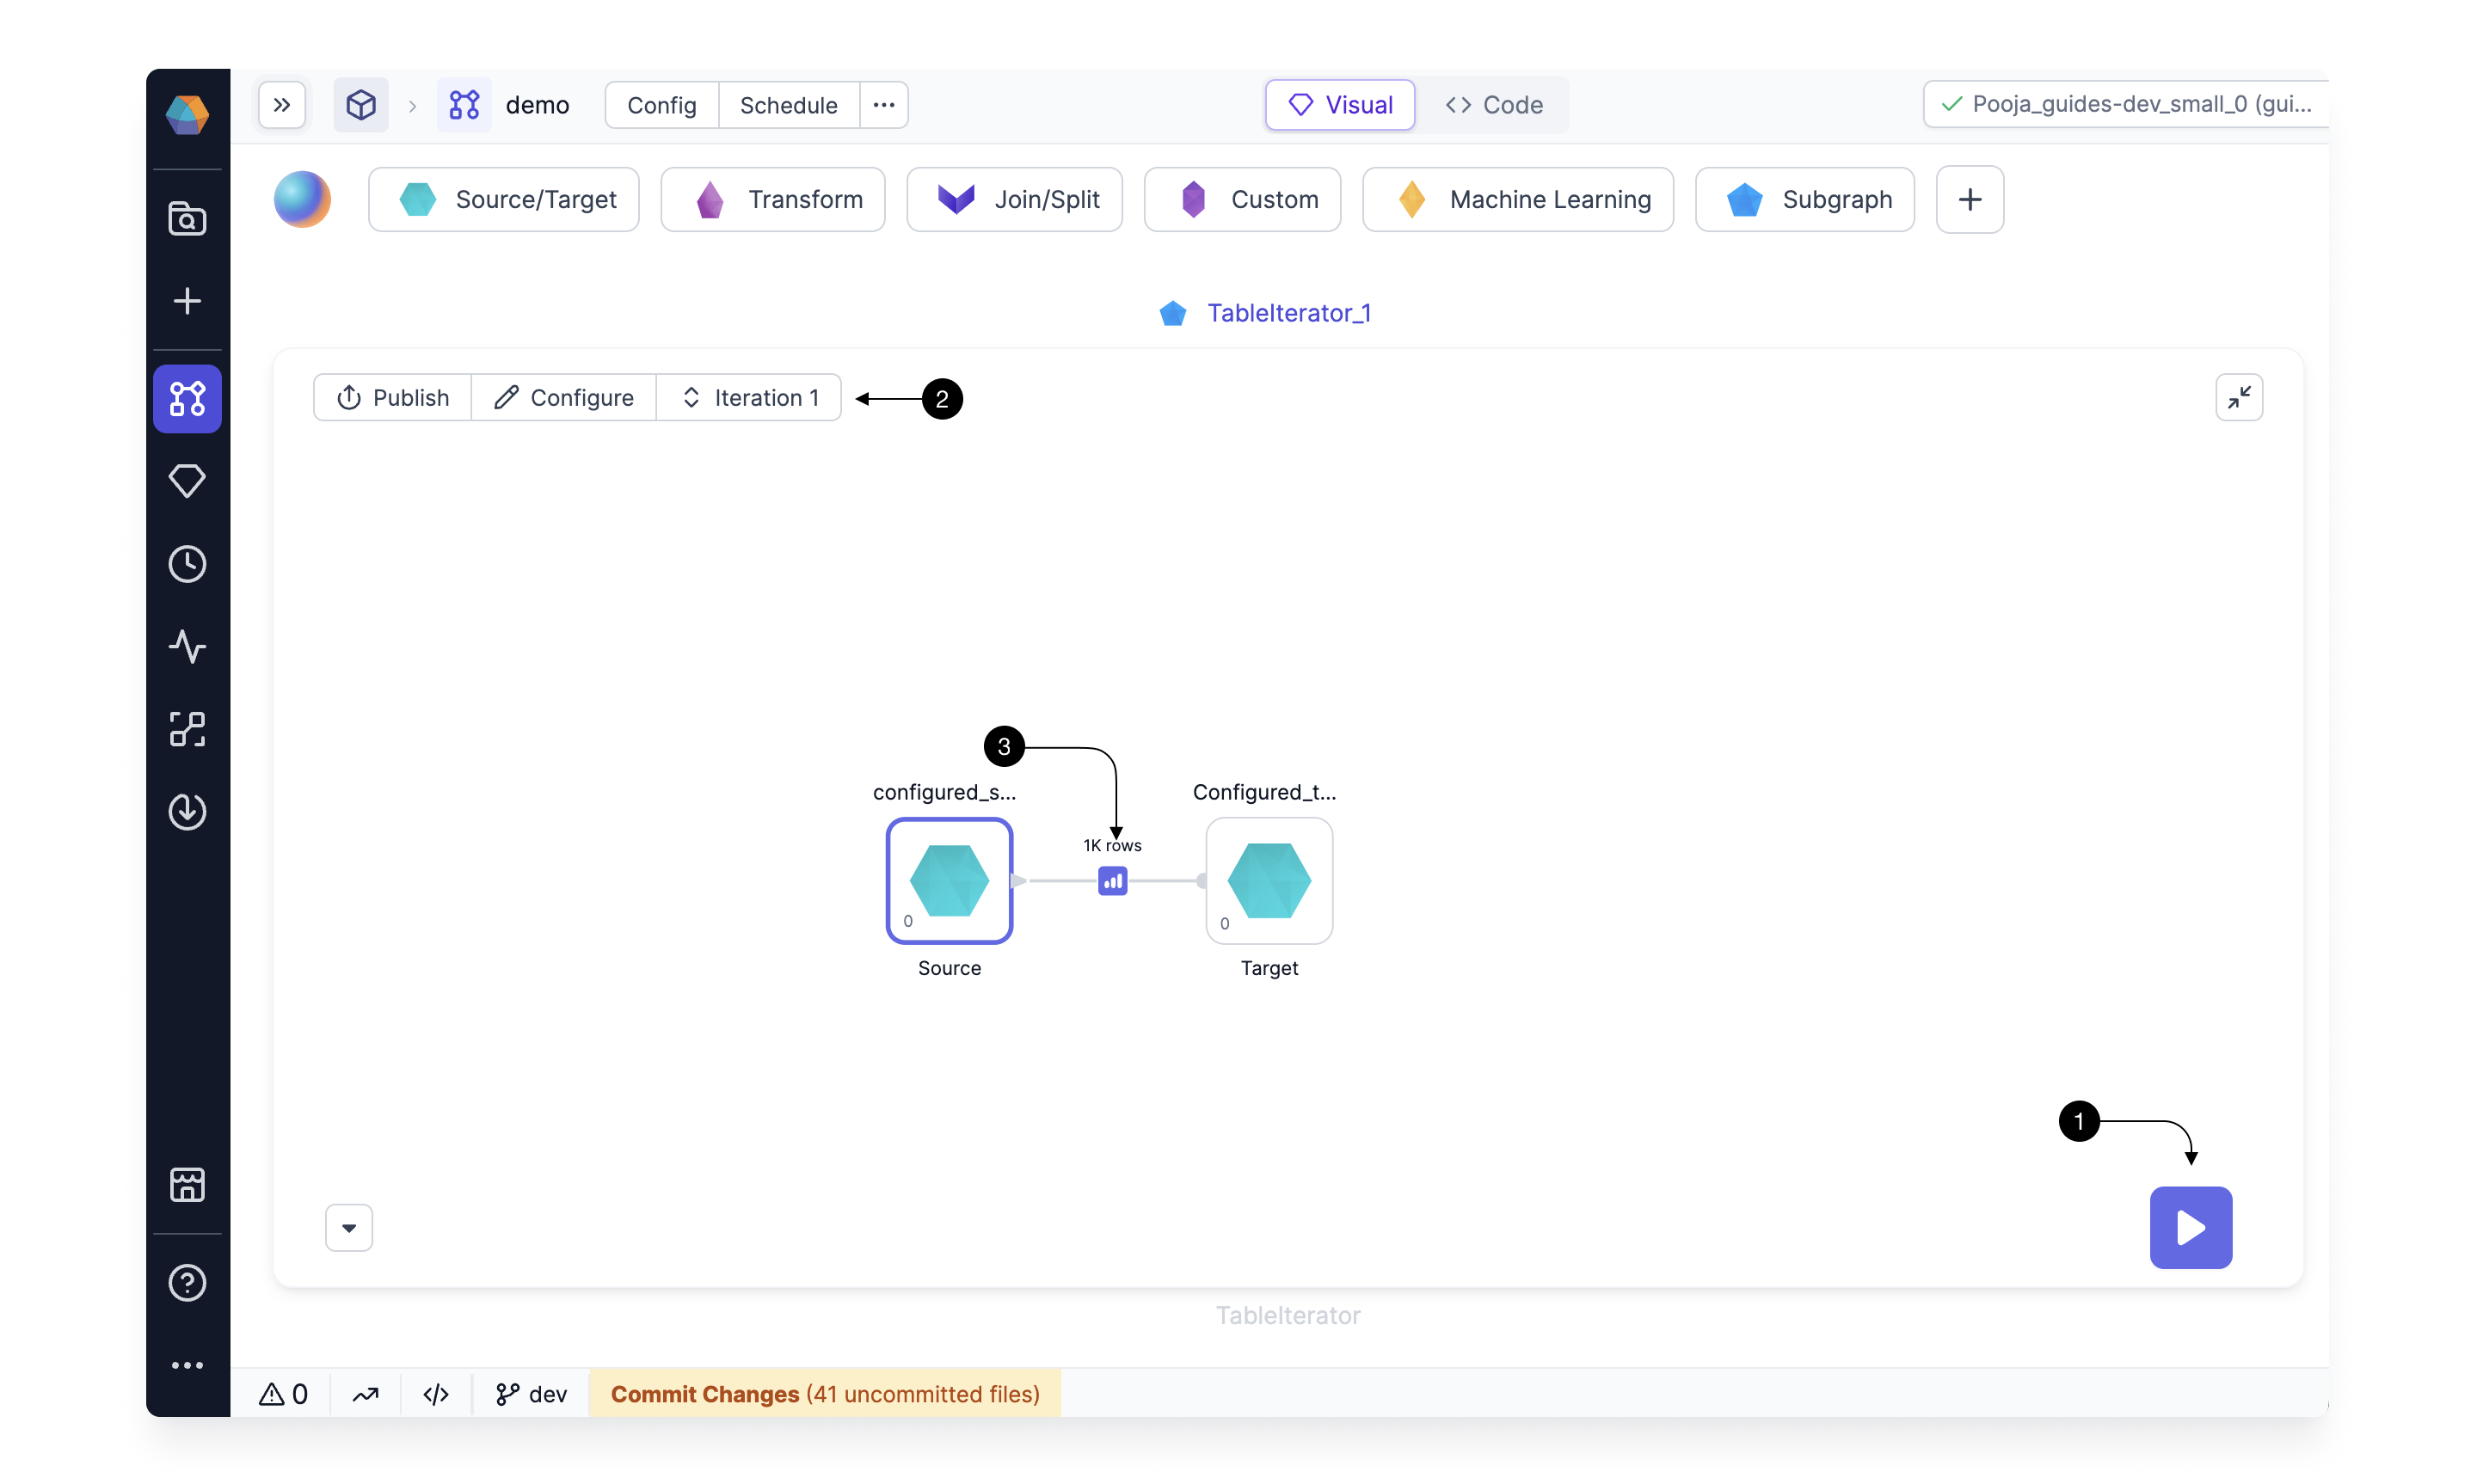 demo
Config
Schedule
Visual
Code
Pooja_guides-dev_small_0 (gui...
Source/Target
Transform
Join/Split
Custom
Machine Learning
Subgraph
TableIterator_1
Publish
Configure
Iteration 1
2
3
configured_s...
Configured_t...
1K rows
0
0
Source
Target
1
TableIterator
0
dev
Commit Changes (41 uncommitted files)